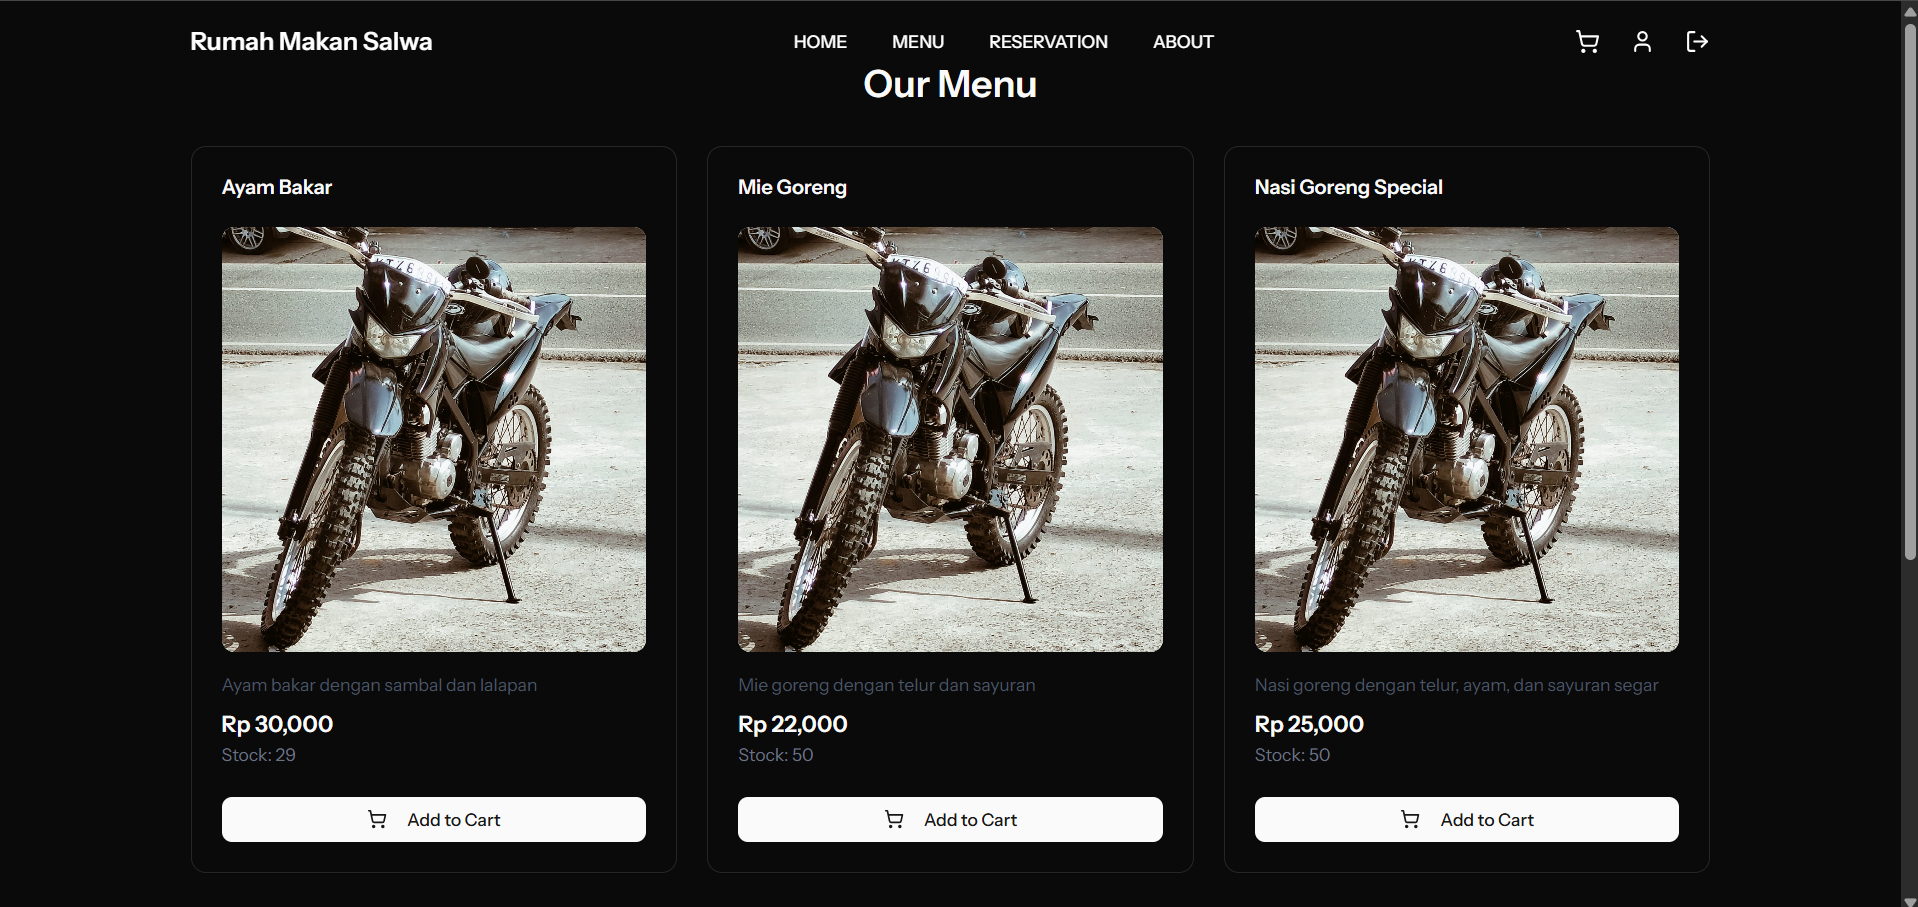 Rumah Makan Salwa
HOME
MENU
RESERVATION
ABOUT
Our Menu
Ayam Bakar
Ayam bakar dengan sambal dan lalapan
Rp 30,000
Stock: 29
Add to Cart
Mie Goreng
Mie goreng dengan telur dan sayuran
Rp 22,000
Stock: 50
Add to Cart
Nasi Goreng Special
Nasi goreng dengan telur, ayam, dan sayuran segar
Rp 25,000
Stock: 50
Add to Cart